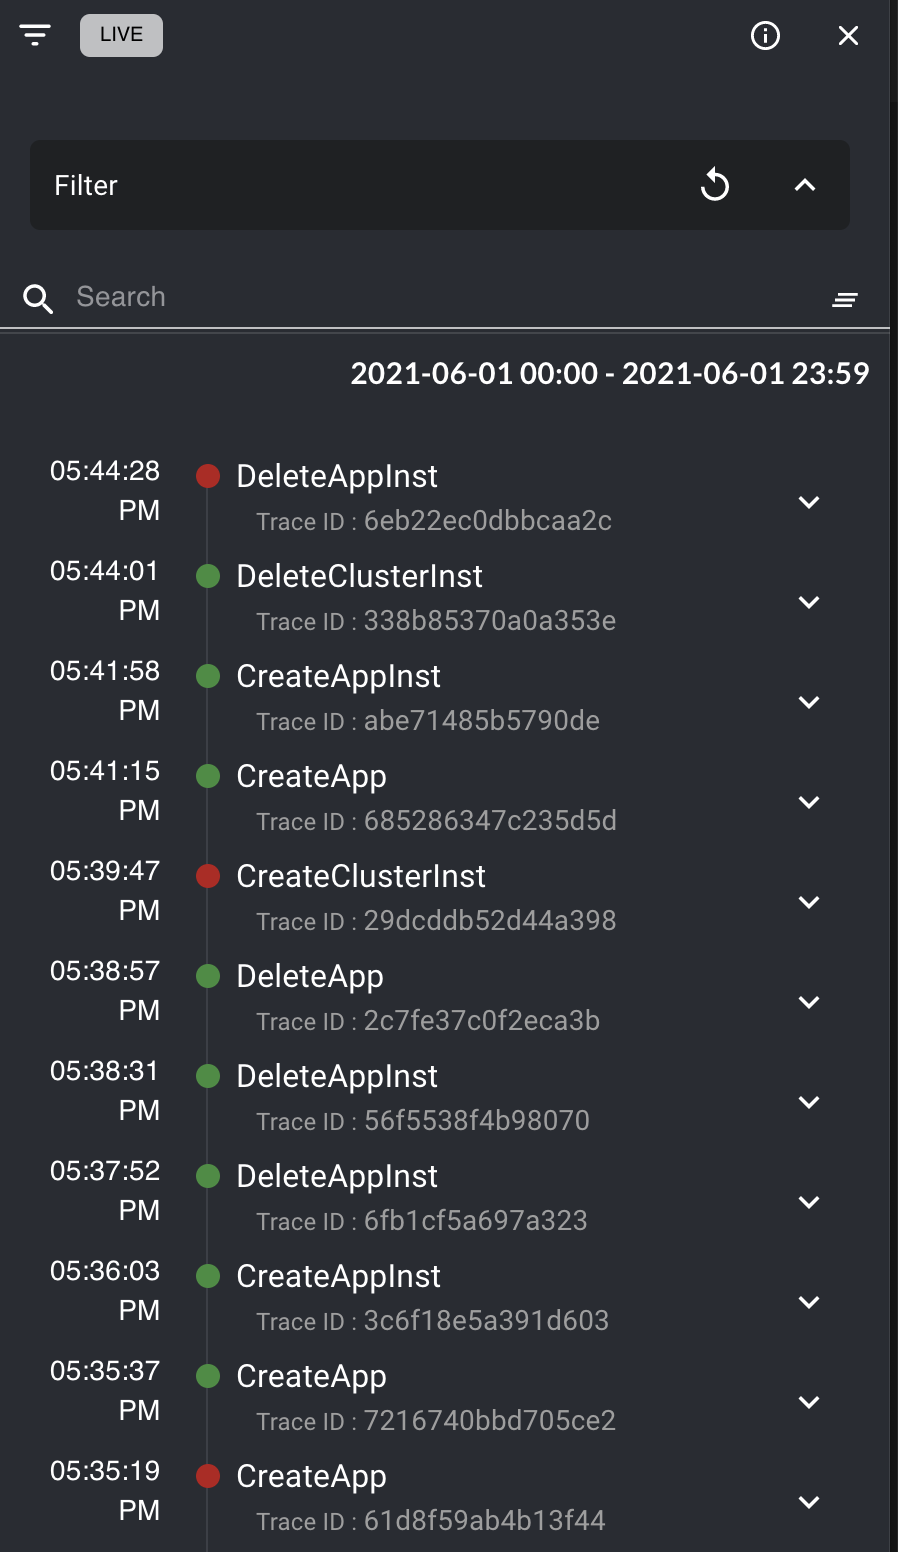 LIVE
Filter
Search
2021-06-01 00:00 - 2021-06-01 23:59
05:44:28 PM
DeleteAppInst
Trace ID : 6eb22ec0dbbcaa2c
05:44:01 PM
DeleteClusterInst
Trace ID : 338b85370a0a353e
05:41:58 PM
CreateAppInst
Trace ID : abe71485b5790de
05:41:15 PM
CreateApp
Trace ID : 685286347c235d5d
05:39:47 PM
CreateClusterInst
Trace ID : 29dcddb52d44a398
05:38:57 PM
DeleteApp
Trace ID : 2c7fe37c0f2eca3b
05:38:31 PM
DeleteAppInst
Trace ID : 56f5538f4b98070
05:37:52 PM
DeleteAppInst
Trace ID : 6fb1cf5a697a323
05:36:03 PM
CreateAppInst
Trace ID : 3c6f18e5a391d603
05:35:37 PM
CreateApp
Trace ID : 7216740bbd705ce2
05:35:19 PM
CreateApp
Trace ID : 61d8f59ab4b13f44